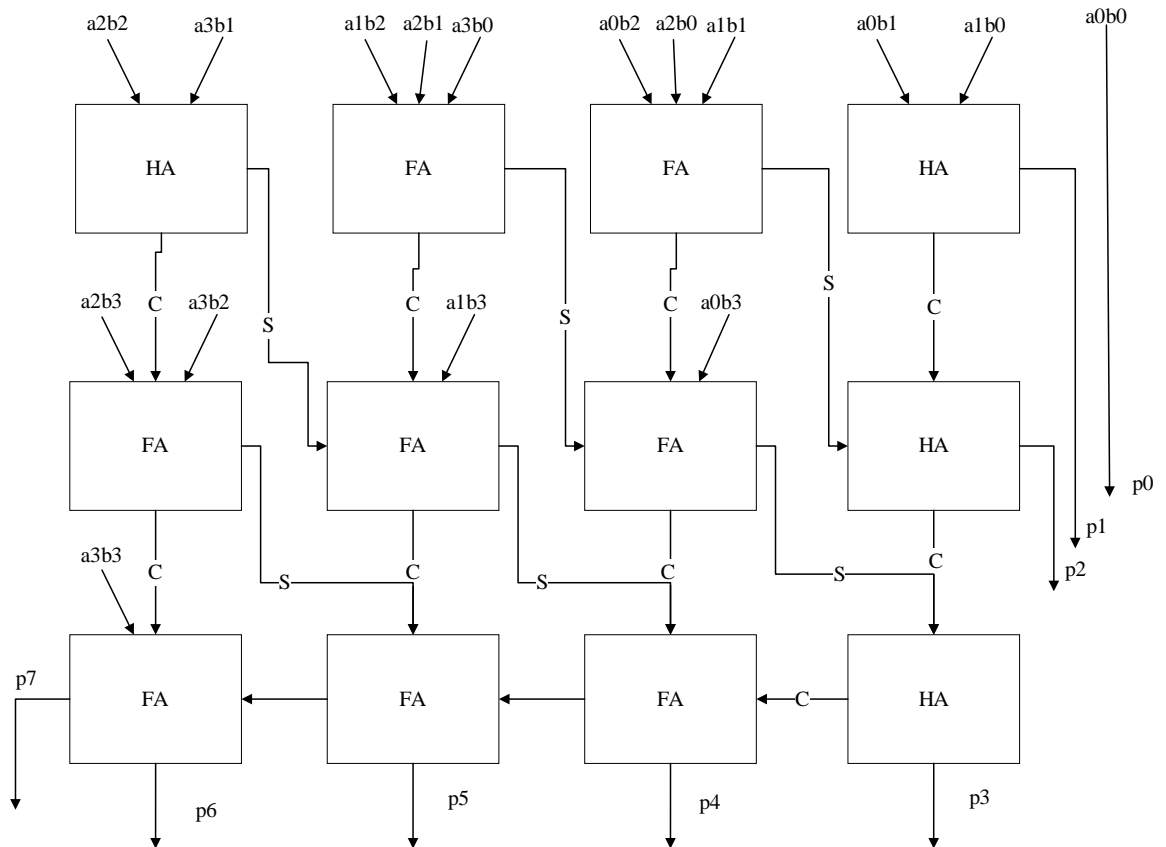 a2b2 a3b1 a1b2 a2b1 a3b0 a0b2 a2b0 a1b1 a0b1 a1b0 a0b0
HA FA FA HA
C S C S C S C
a2b3 a3b2 a1b3 a0b3
FA FA FA HA
p0
p1
p2
C S C S C S C
a3b3
p7 FA FA FA C HA
p6 p5 p4 p3